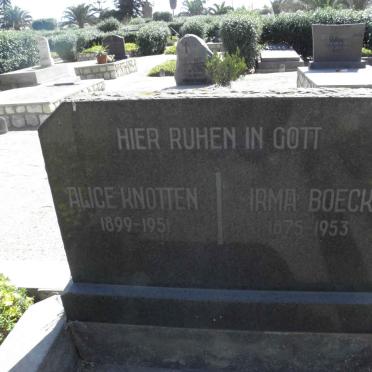 HIER RUHEN IN GOTT
ALICE KNOTTEN
1899-1951
IRMA BOECK
1875-1953